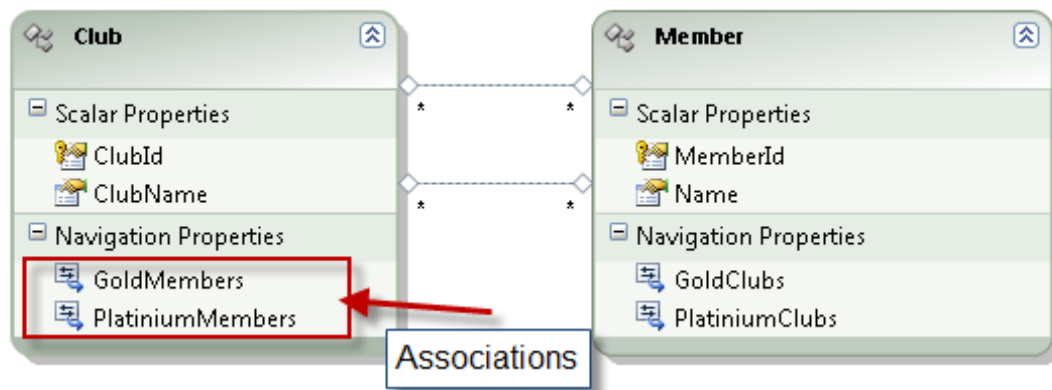 Club
Scalar Properties
ClubId
ClubName
Navigation Properties
GoldMembers
PlatiniumMembers
* *
* *
Associations
Member
Scalar Properties
MemberId
Name
Navigation Properties
GoldClubs
PlatiniumClubs